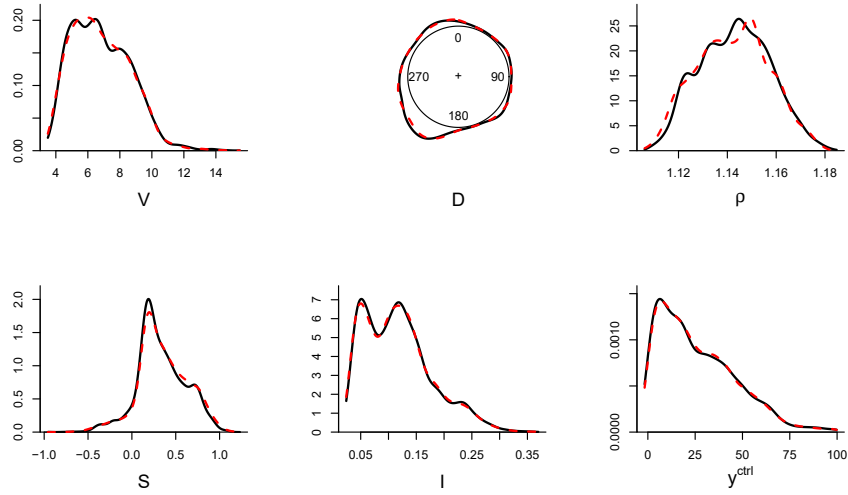 0.00 0.10 0.20
4 6 8 10 12 14
V
0
270 + 90
180
D
0 5 10 15 20 25
1.12 1.14 1.16 1.18
ρ
0.0 0.5 1.0 1.5 2.0
−1.0 −0.5 0.0 0.5 1.0
S
0 1 2 3 4 5 6 7
0.05 0.15 0.25 0.35
I
0.0000 0.0010
0 25 50 75 100
y^ctrl